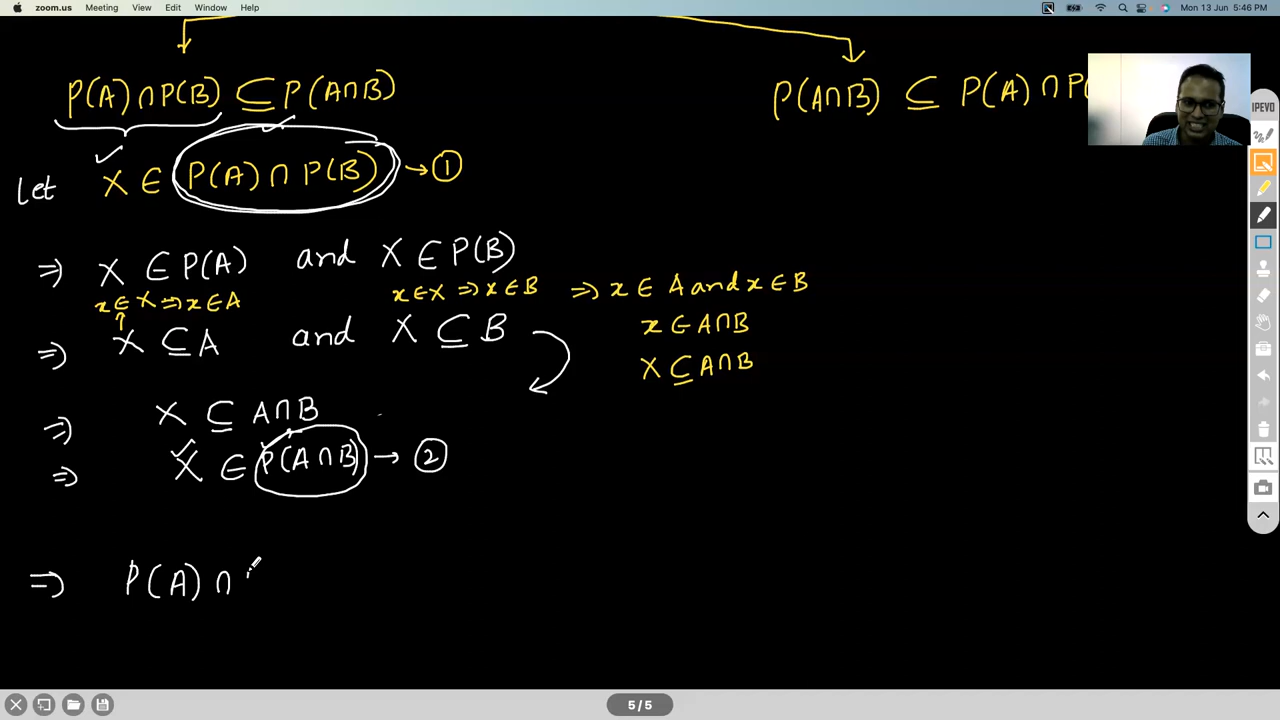 zoom.us Meeting View Edit Window Help Mon 13 Jun 5:46 PM
P(A)∩P(B) ⊆ P(A∩B) P(A∩B) ⊆ P(A)∩P(
IPEVO
Let X ∈ P(A)∩P(B) → ①
⇒ X ∈ P(A) and X ∈ P(B)
x ∈ X ⇒ x ∈ A x ∈ X ⇒ x ∈ B ⇒ x ∈ A and x ∈ B
x ∈ A∩B
⇒ X ⊆ A and X ⊆ B
X ⊆ A∩B
⇒ X ⊆ A∩B
⇒ X ∈ P(A∩B) → ②
⇒ P(A)∩
5/5